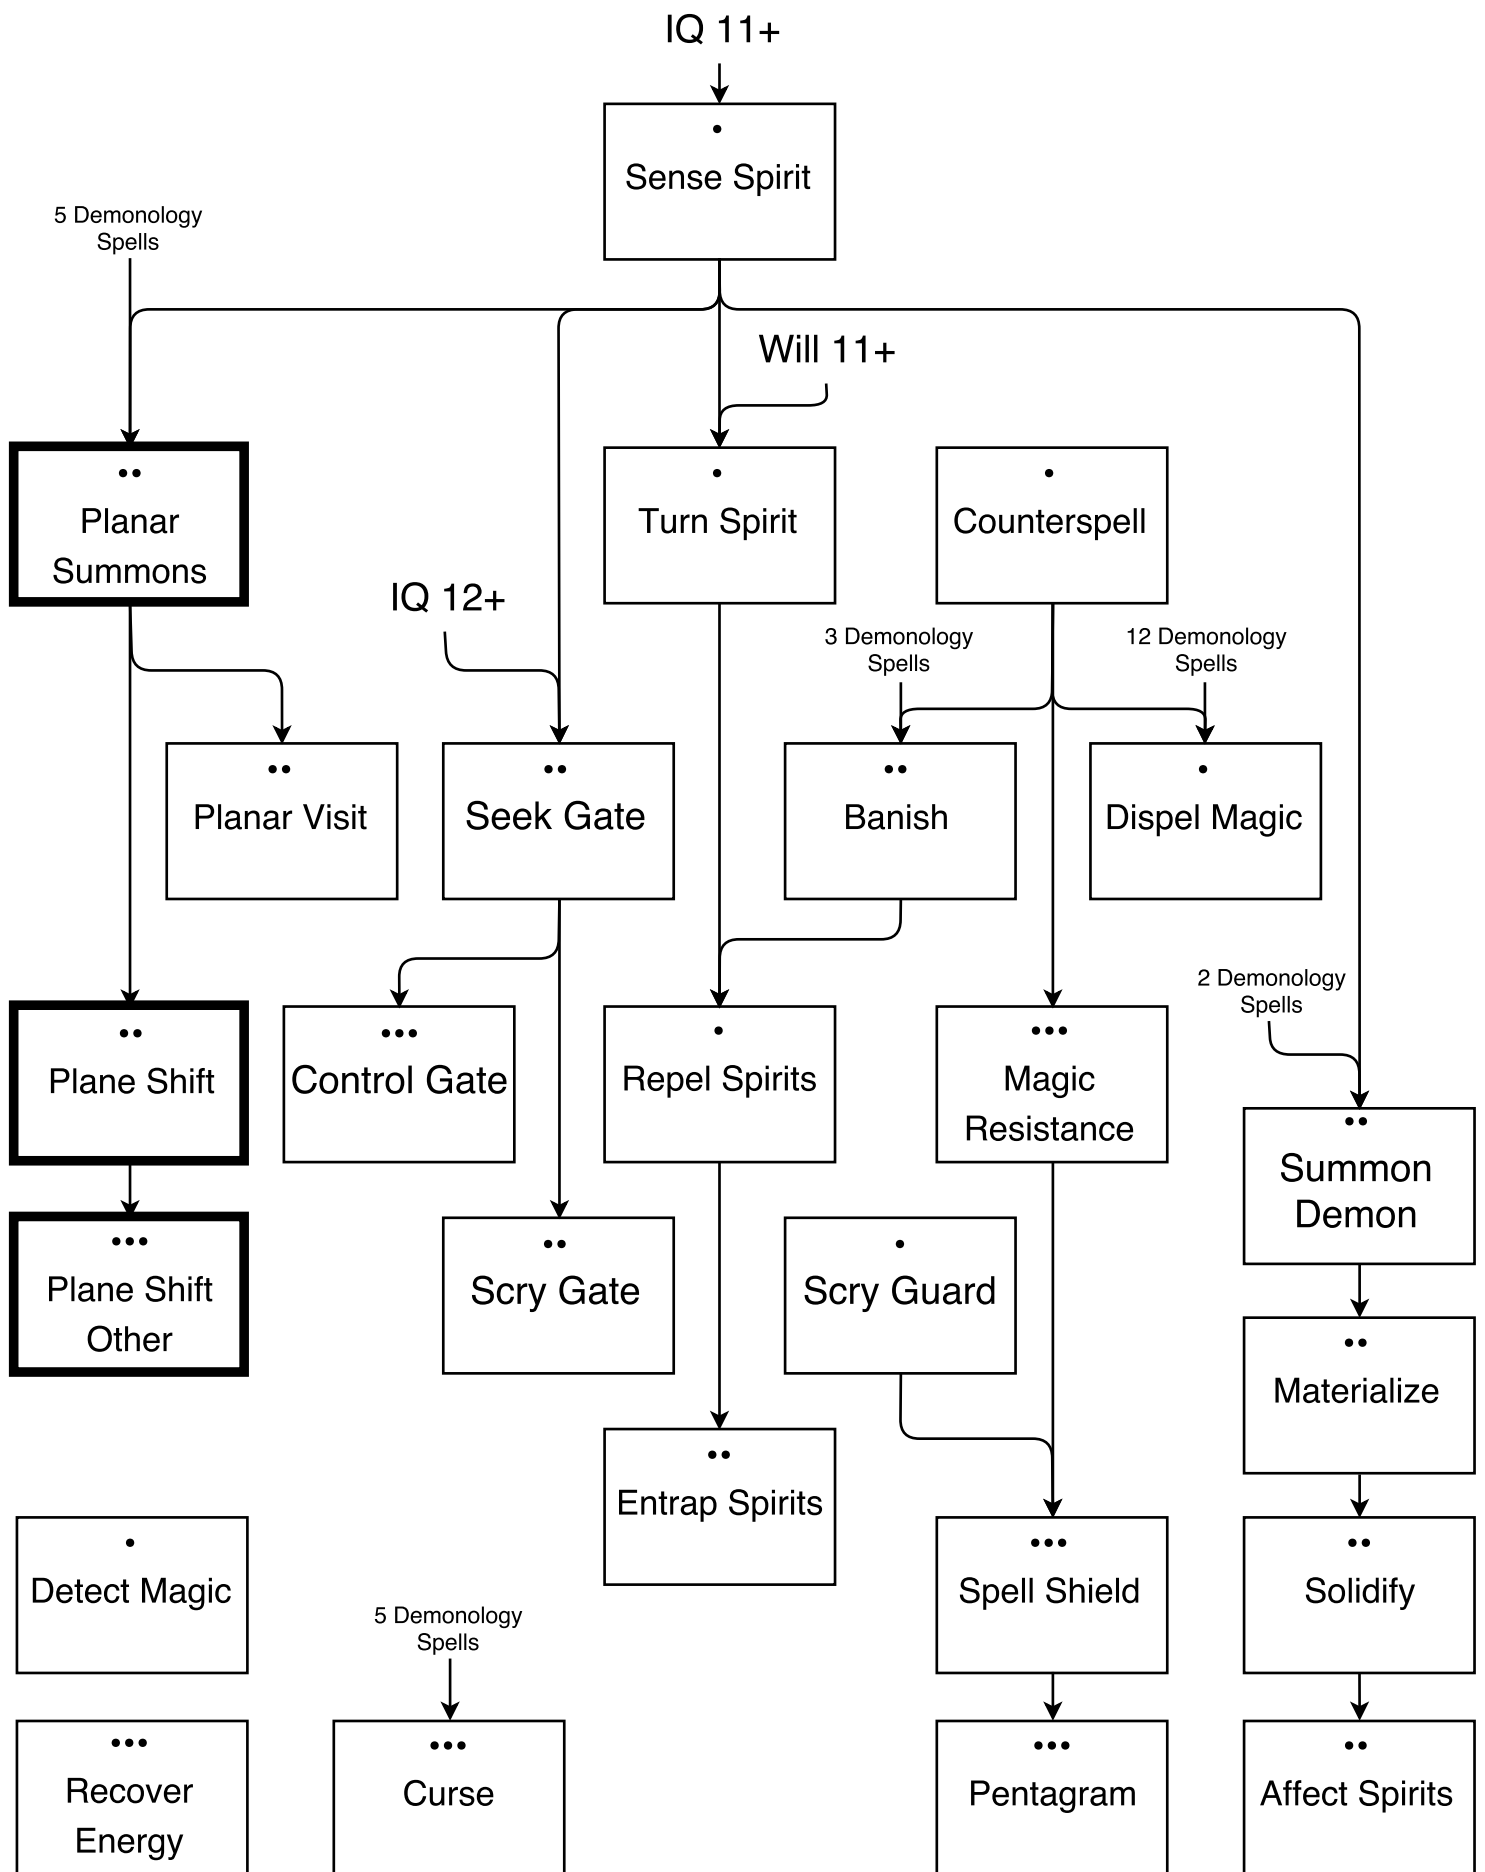 IQ 11+
•
Sense Spirit
5 Demonology
Spells
Will 11+
••
Planar
Summons
•
Turn Spirit
•
Counterspell
IQ 12+
3 Demonology
Spells
12 Demonology
Spells
••
Planar Visit
••
Seek Gate
••
Banish
•
Dispel Magic
2 Demonology
Spells
••
Plane Shift
•••
Control Gate
•
Repel Spirits
•••
Magic
Resistance
••
Summon
Demon
•••
Plane Shift
Other
••
Scry Gate
•
Scry Guard
••
Materialize
••
Entrap Spirits
•
Detect Magic
•••
Spell Shield
••
Solidify
5 Demonology
Spells
•••
Recover
Energy
•••
Curse
•••
Pentagram
••
Affect Spirits